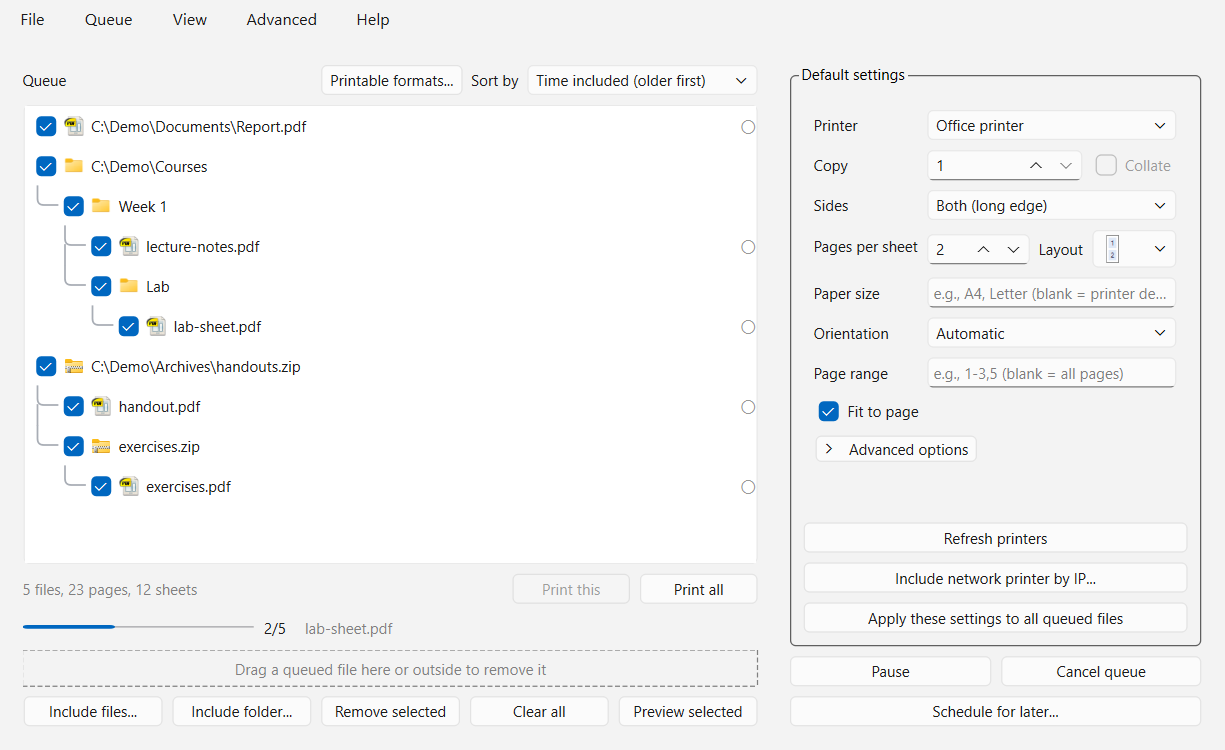 File Queue View Advanced Help
Queue Printable formats... Sort by Time included (older first)
C:\Demo\Documents\Report.pdf
C:\Demo\Courses
Week 1
lecture-notes.pdf
Lab
lab-sheet.pdf
C:\Demo\Archives\handouts.zip
handout.pdf
exercises.zip
exercises.pdf
5 files, 23 pages, 12 sheets Print this Print all
2/5 lab-sheet.pdf
Drag a queued file here or outside to remove it
Include files... Include folder... Remove selected Clear all Preview selected
Default settings
Printer Office printer
Copy 1 Collate
Sides Both (long edge)
Pages per sheet 2 Layout 1 2
Paper size e.g., A4, Letter (blank = printer de...
Orientation Automatic
Page range e.g., 1-3,5 (blank = all pages)
Fit to page
Advanced options
Refresh printers
Include network printer by IP...
Apply these settings to all queued files
Pause Cancel queue
Schedule for later...